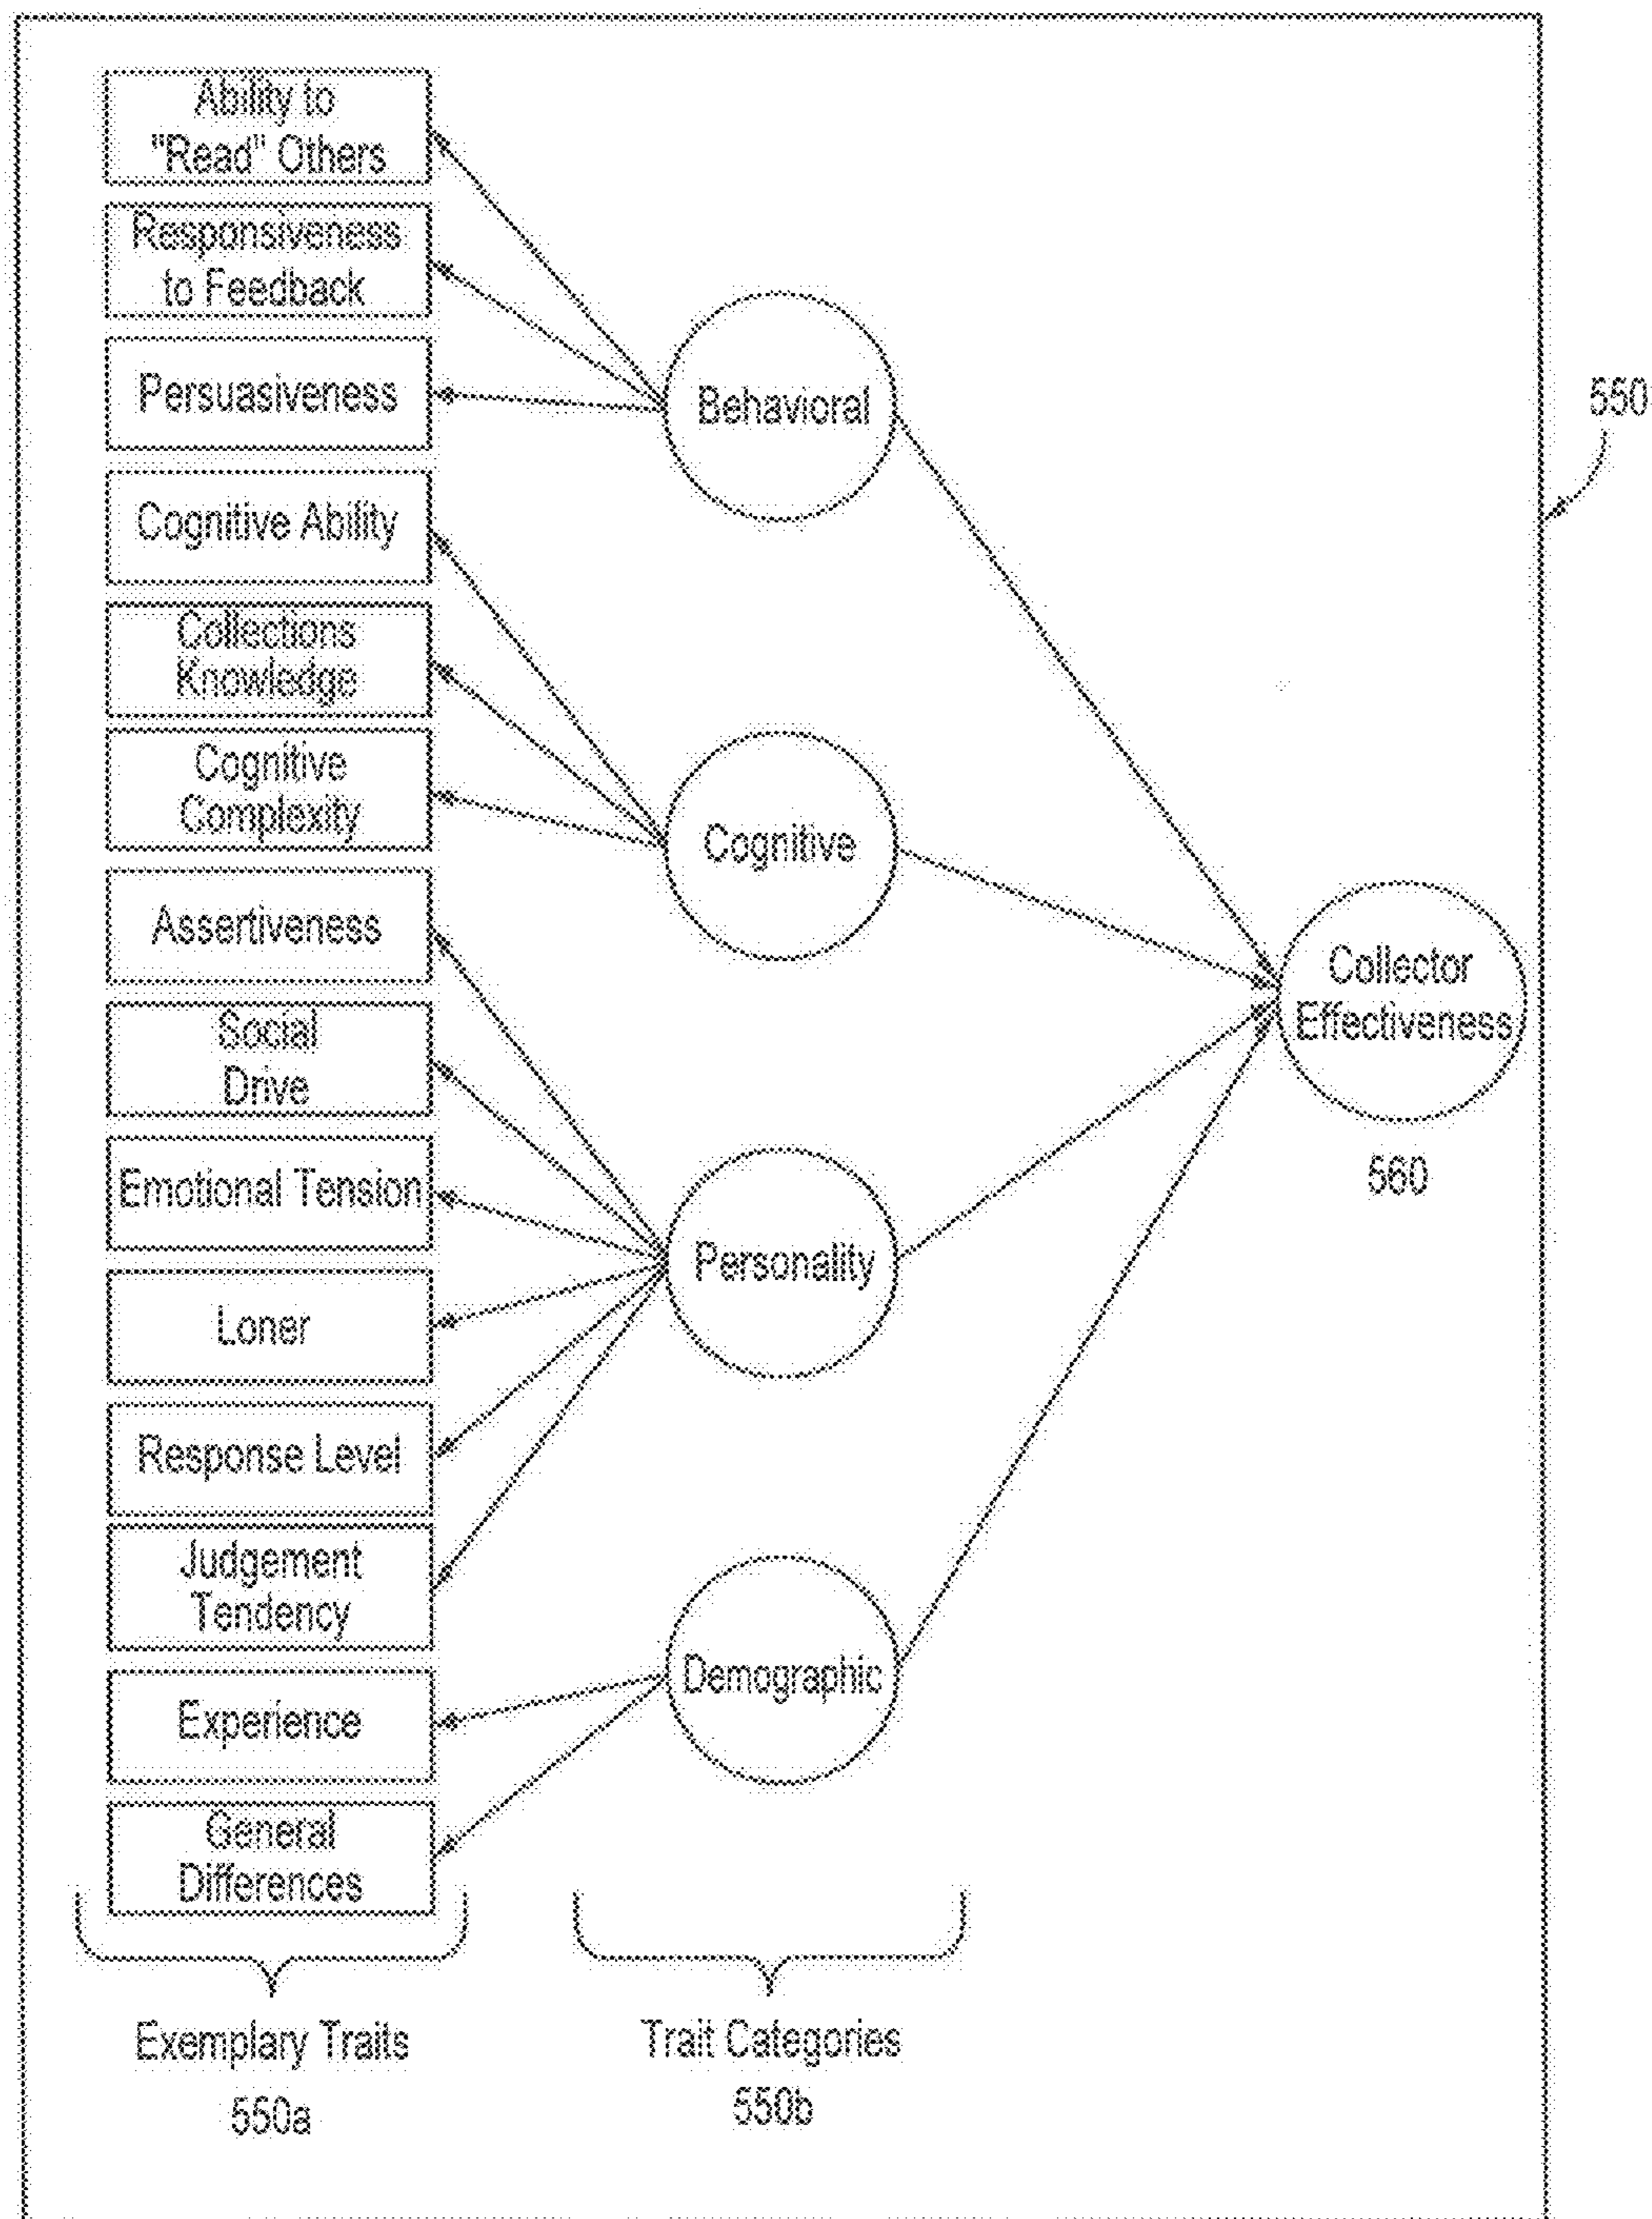 Ability to
"Read" Others
Responsiveness
to Feedback
Persuasiveness
Cognitive Ability
Collections
Knowledge
Cognitive
Complexity
Assertiveness
Social
Drive
Emotional Tension
Loner
Response Level
Judgement
Tendency
Experience
General
Differences
Exemplary Traits
550a
Behavioral
Cognitive
Personality
Demographic
Trait Categories
550b
Collector
Effectiveness
560
550